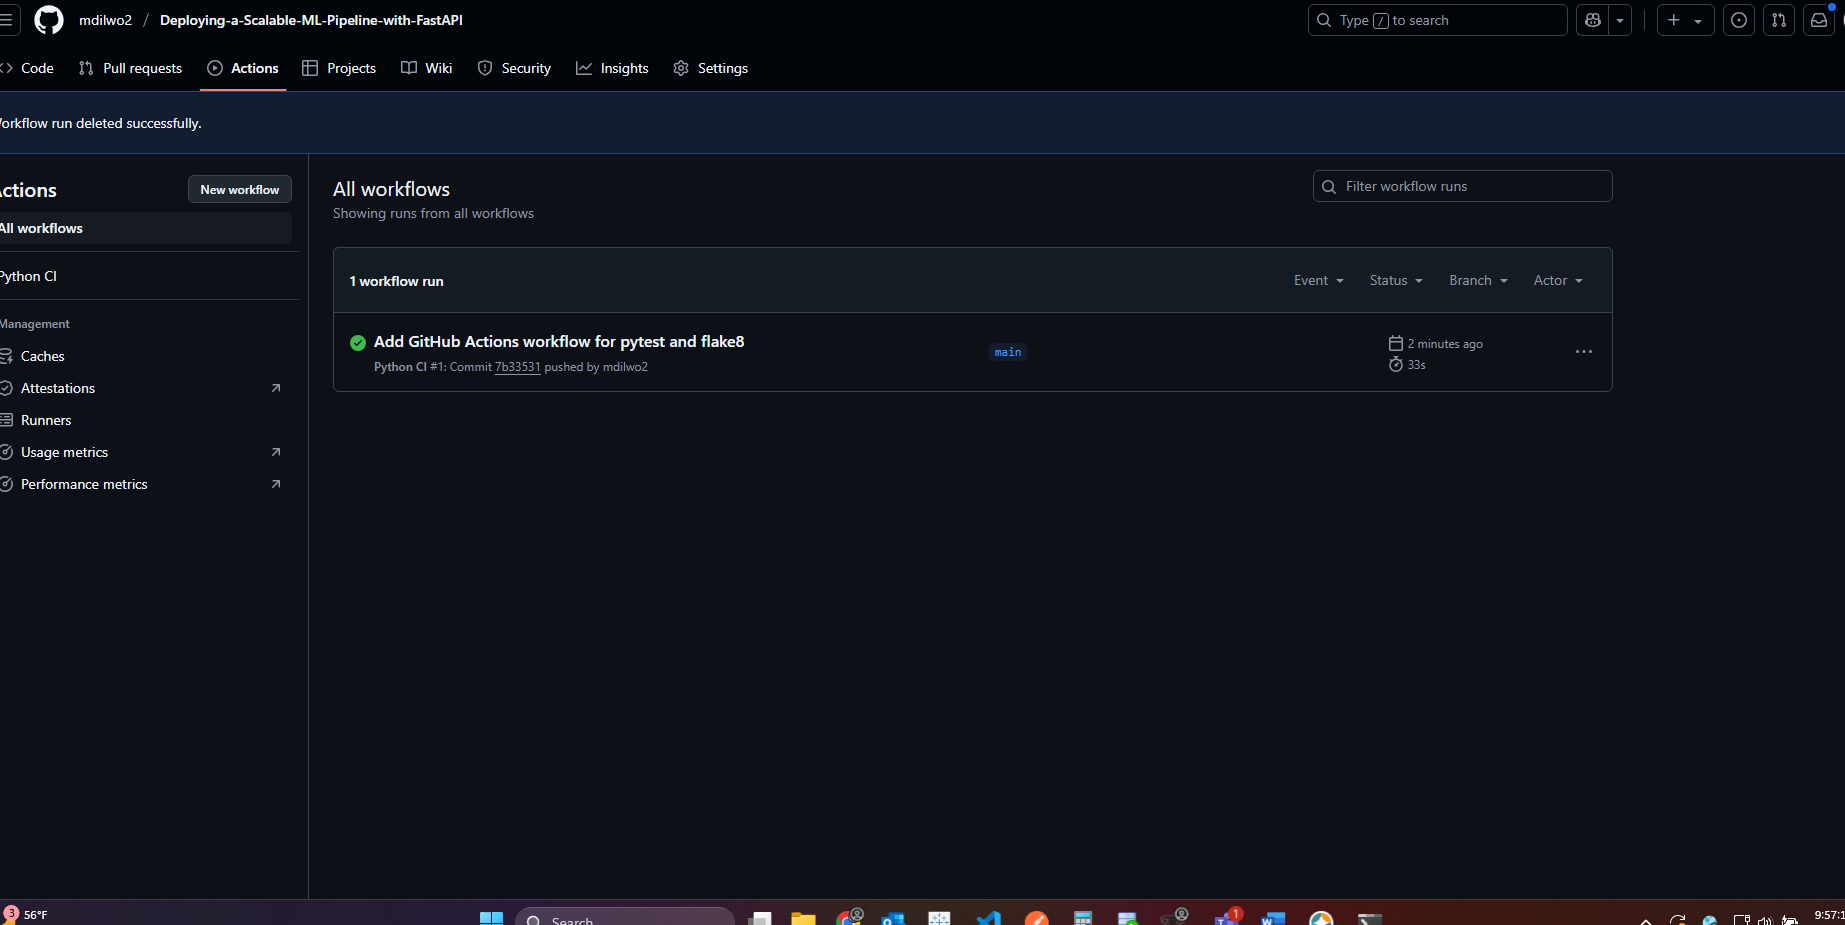 mdilwo2 / Deploying-a-Scalable-ML-Pipeline-with-FastAPI
Type / to search
Code Pull requests Actions Projects Wiki Security Insights Settings
orkflow run deleted successfully.
ctions
New workflow
All workflows
Python CI
Management
Caches
Attestations
Runners
Usage metrics
Performance metrics
All workflows
Showing runs from all workflows
Filter workflow runs
1 workflow run
Event Status Branch Actor
Add GitHub Actions workflow for pytest and flake8
Python CI #1: Commit 7b33531 pushed by mdilwo2
main
2 minutes ago
33s
3
56°F
Search
1
9:57:1